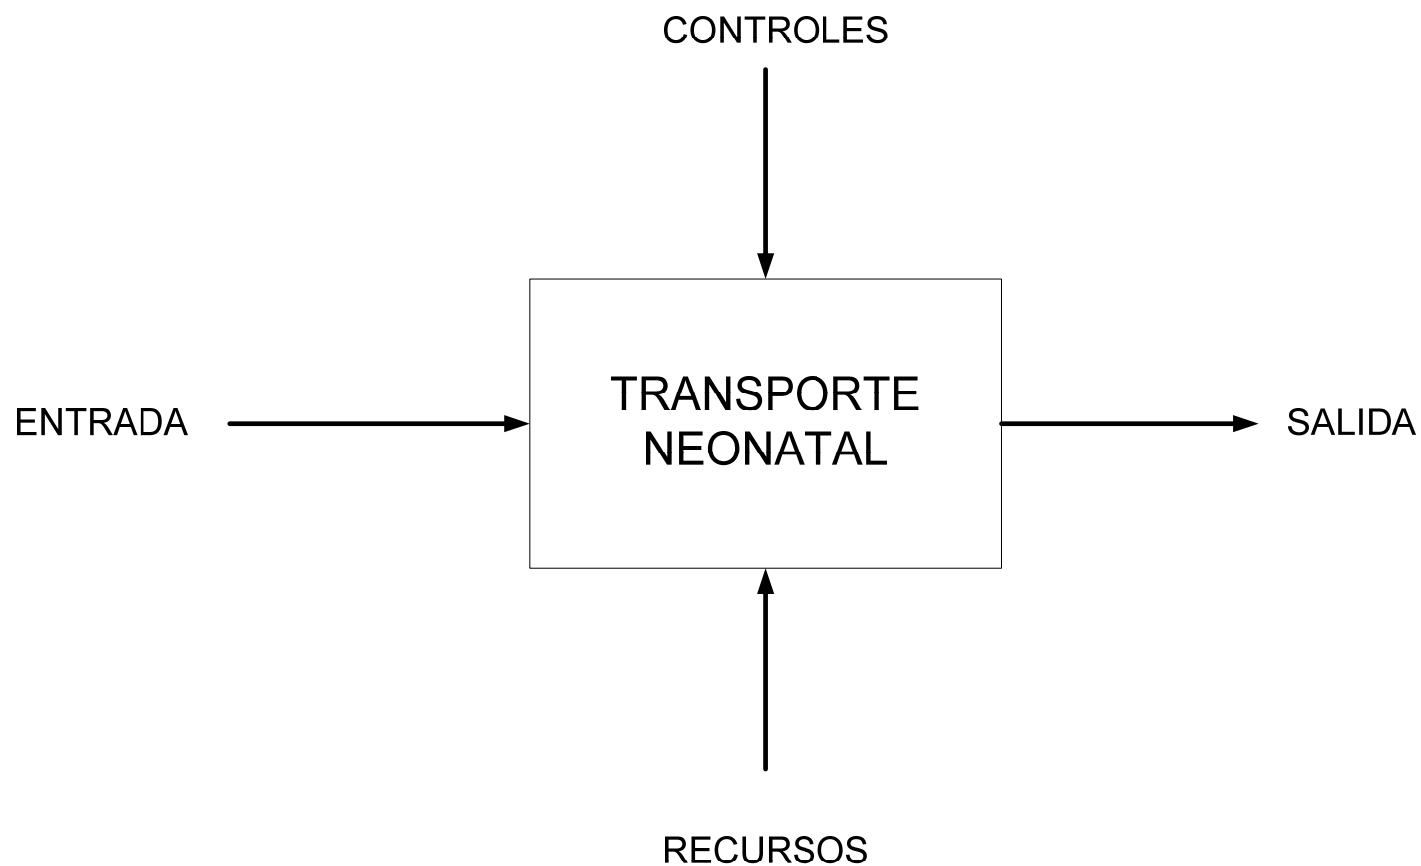 CONTROLES
TRANSPORTE
NEONATAL
ENTRADA
SALIDA
RECURSOS